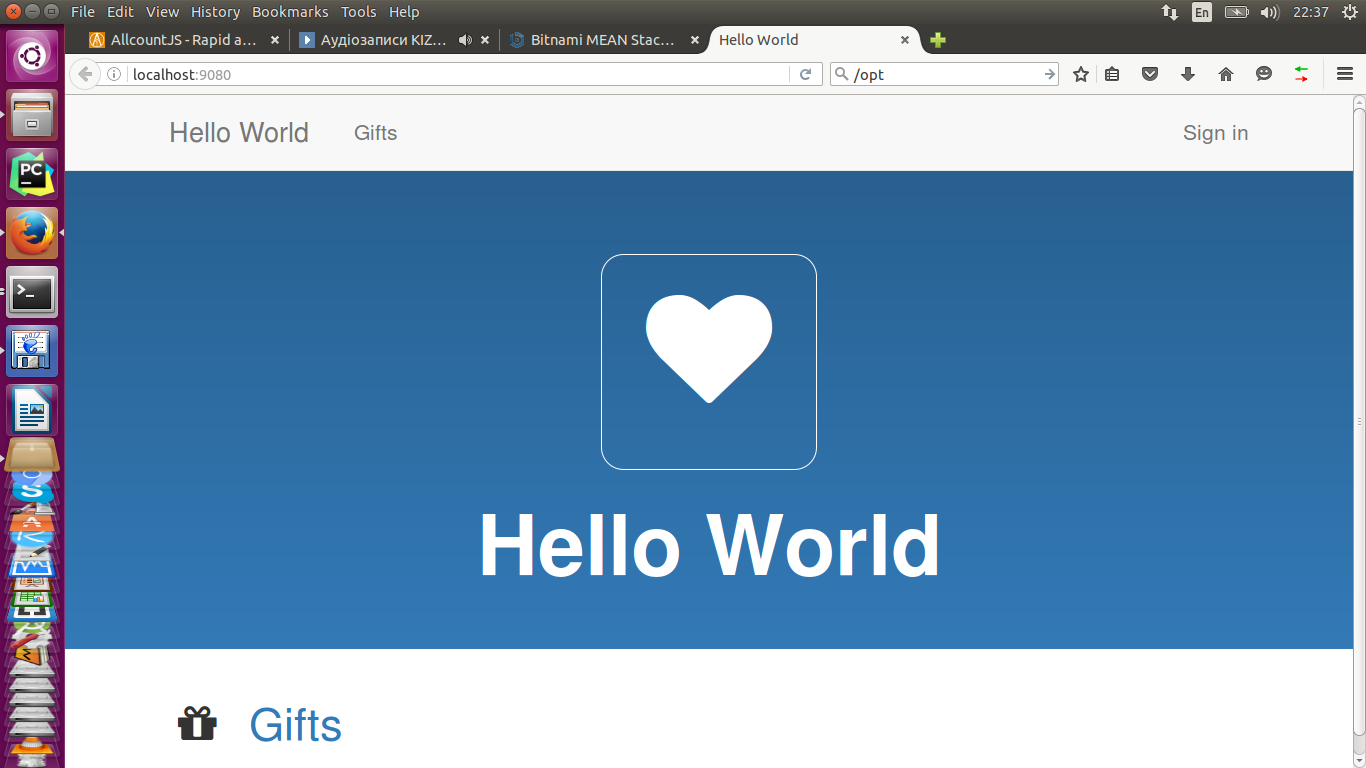 File Edit View History Bookmarks Tools Help
En
22:37
AllcountJS - Rapid a...
Аудіозаписи KIZ...
Bitnami MEAN Stac...
Hello World
localhost:9080
/opt
Hello World
Gifts
Sign in
PC
Hello World
Gifts